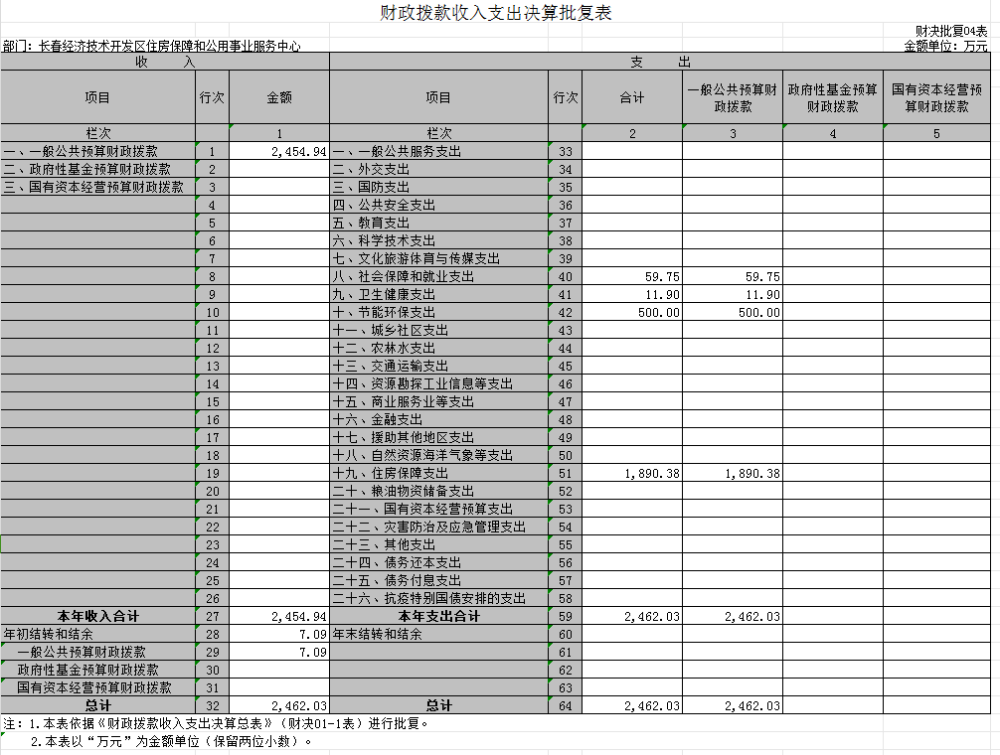 财政拨款收入支出决算批复表
财决批复04表
部门：长春经济技术开发区住房保障和公用事业服务中心 金额单位：万元
收 入 支 出
项目 行次 金额 项目 行次 合计 一般公共预算财政拨款 政府性基金预算财政拨款 国有资本经营预算财政拨款
栏次 1 栏次 2 3 4 5
一、一般公共预算财政拨款 1 2,454.94 一、一般公共服务支出 33
二、政府性基金预算财政拨款 2 二、外交支出 34
三、国有资本经营预算财政拨款 3 三、国防支出 35
4 四、公共安全支出 36
5 五、教育支出 37
6 六、科学技术支出 38
7 七、文化旅游体育与传媒支出 39
8 八、社会保障和就业支出 40 59.75 59.75
9 九、卫生健康支出 41 11.90 11.90
10 十、节能环保支出 42 500.00 500.00
11 十一、城乡社区支出 43
12 十二、农林水支出 44
13 十三、交通运输支出 45
14 十四、资源勘探工业信息等支出 46
15 十五、商业服务业等支出 47
16 十六、金融支出 48
17 十七、援助其他地区支出 49
18 十八、自然资源海洋气象等支出 50
19 十九、住房保障支出 51 1,890.38 1,890.38
20 二十、粮油物资储备支出 52
21 二十一、国有资本经营预算支出 53
22 二十二、灾害防治及应急管理支出 54
23 二十三、其他支出 55
24 二十四、债务还本支出 56
25 二十五、债务付息支出 57
26 二十六、抗疫特别国债安排的支出 58
本年收入合计 27 2,454.94 本年支出合计 59 2,462.03 2,462.03
年初结转和结余 28 7.09 年末结转和结余 60
一般公共预算财政拨款 29 7.09 61
政府性基金预算财政拨款 30 62
国有资本经营预算财政拨款 31 63
总计 32 2,462.03 总计 64 2,462.03 2,462.03
注：1.本表依据《财政拨款收入支出决算总表》（财决01-1表）进行批复。
2.本表以“万元”为金额单位（保留两位小数）。